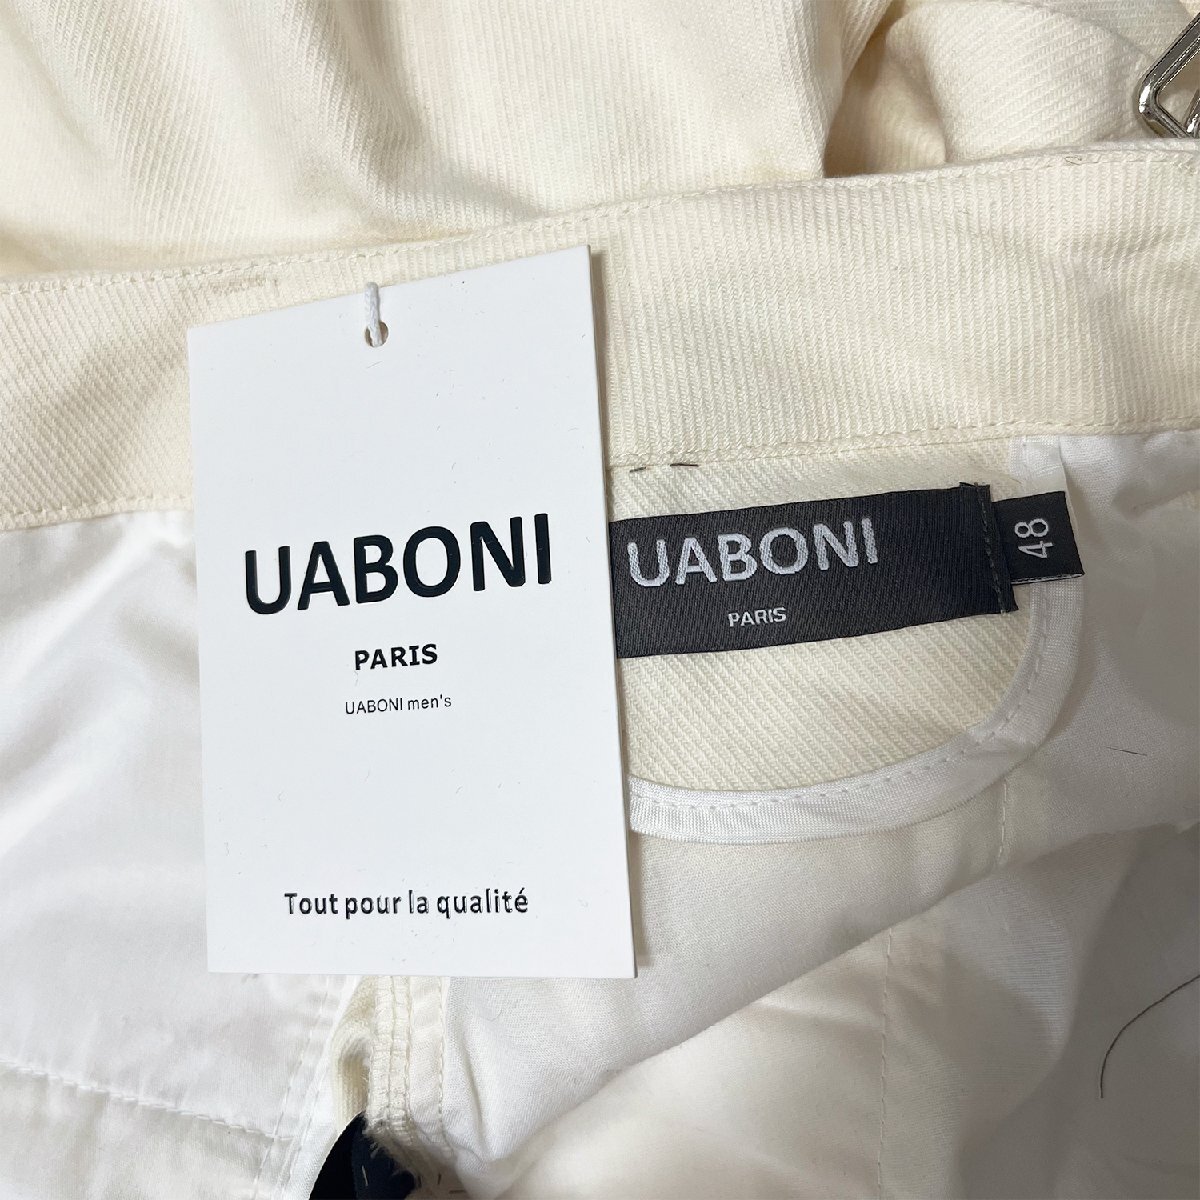 UABONI
PARIS
UABONI men's
Tout pour la qualité
UABONI
PARIS
48